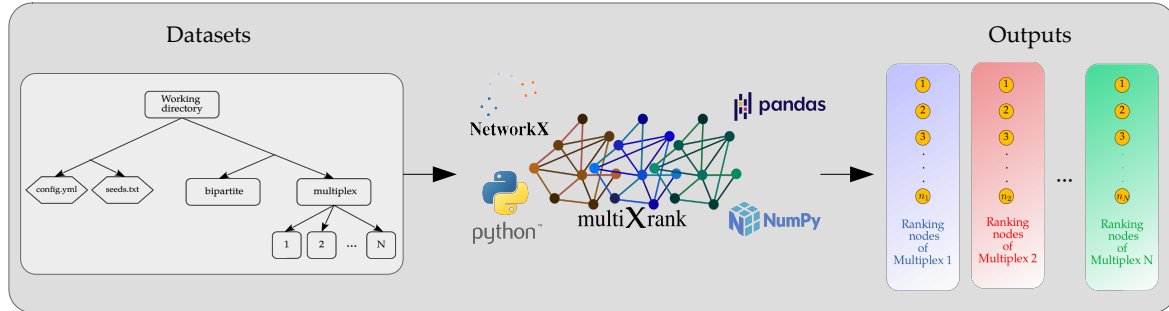 Datasets
Working
directory
config.yml
seeds.txt
bipartite
multiplex
1
2
...
N
NetworkX
pandas
python™
multiXrank
NumPy
Outputs
1
2
3
.
.
.
n1
Ranking
nodes
of
Multiplex 1
1
2
3
.
.
.
n2
Ranking
nodes
of
Multiplex 2
...
1
2
3
.
.
.
nN
Ranking
nodes
of
Multiplex N